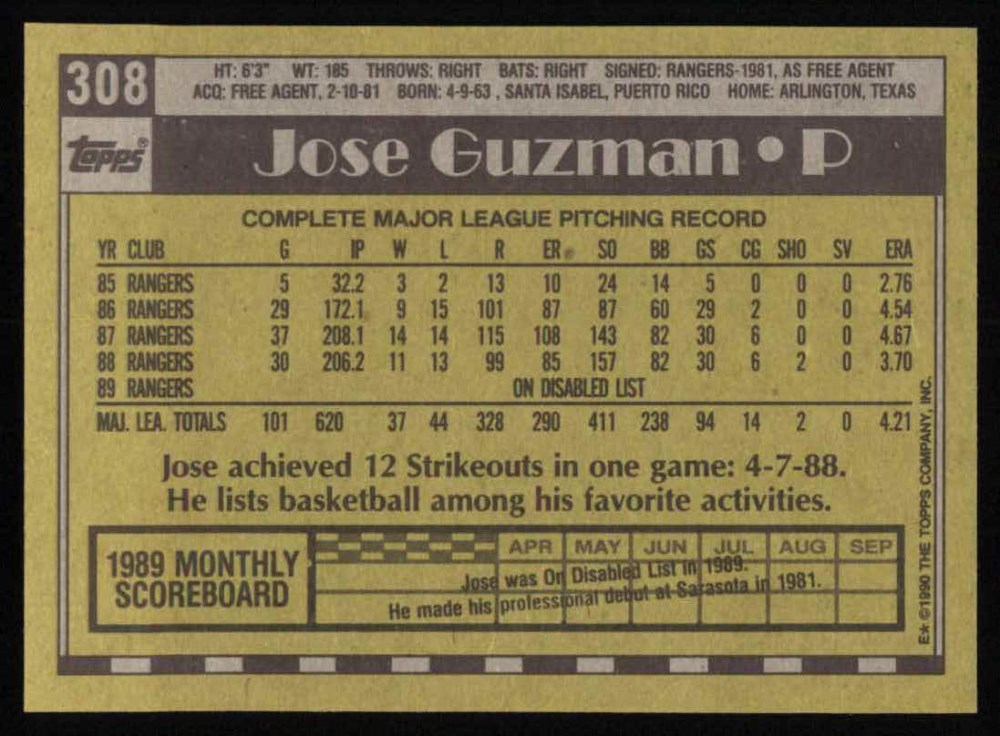 308
HT: 6'3" WT: 185 THROWS: RIGHT BATS: RIGHT SIGNED: RANGERS-1981, AS FREE AGENT
ACQ: FREE AGENT, 2-10-81 BORN: 4-9-63 , SANTA ISABEL, PUERTO RICO HOME: ARLINGTON, TEXAS
topps®
Jose Guzman • P
COMPLETE MAJOR LEAGUE PITCHING RECORD
YR CLUB G IP W L R ER SO BB GS CG SHO SV ERA
85 RANGERS 5 32.2 3 2 13 10 24 14 5 0 0 0 2.76
86 RANGERS 29 172.1 9 15 101 87 87 60 29 2 0 0 4.54
87 RANGERS 37 208.1 14 14 115 108 143 82 30 6 0 0 4.67
88 RANGERS 30 206.2 11 13 99 85 157 82 30 6 2 0 3.70
89 RANGERS ON DISABLED LIST
MAJ. LEA. TOTALS 101 620 37 44 328 290 411 238 94 14 2 0 4.21
Jose achieved 12 Strikeouts in one game: 4-7-88.
He lists basketball among his favorite activities.
1989 MONTHLY
SCOREBOARD
APR MAY JUN JUL AUG SEP
Jose was On Disabled List in 1989.
He made his professional debut at Sarasota in 1981.
E* ©1990 THE TOPPS COMPANY, INC.